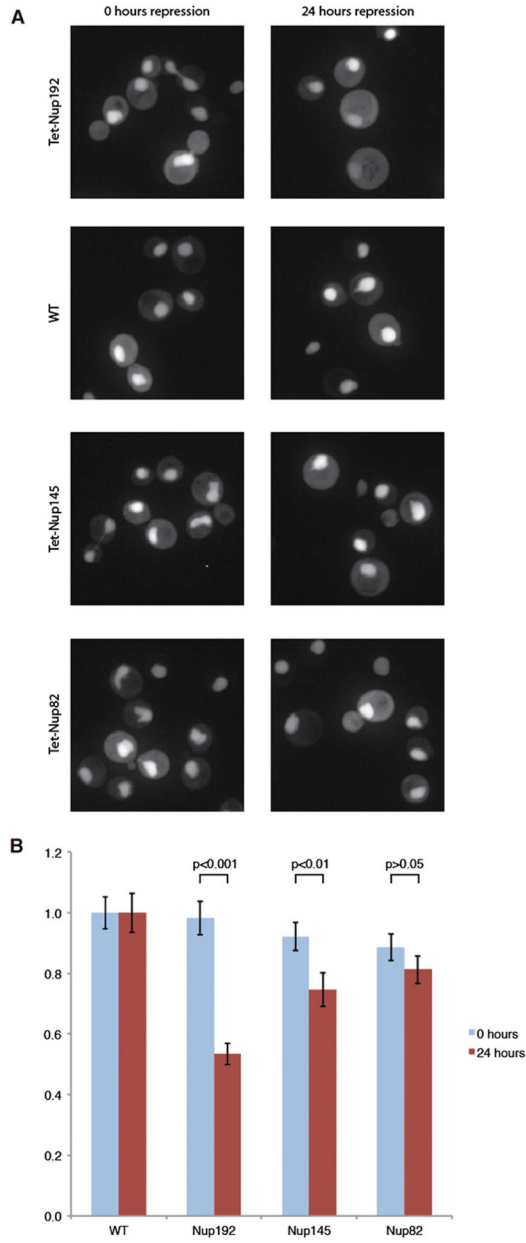 A
0 hours repression
24 hours repression
Tet-Nup192
WT
Tet-Nup145
Tet-Nup82
B
1.2
1.0
0.8
0.6
0.4
0.2
0.0
p<0.001
p<0.01
p>0.05
0 hours
24 hours
WT
Nup192
Nup145
Nup82